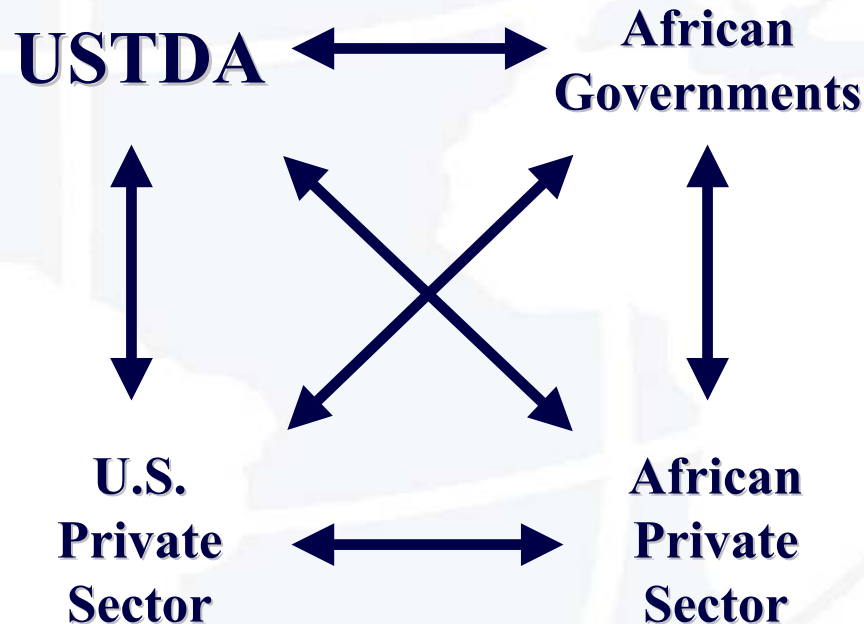 USTDA
African
Governments
U.S.
Private
Sector
African
Private
Sector